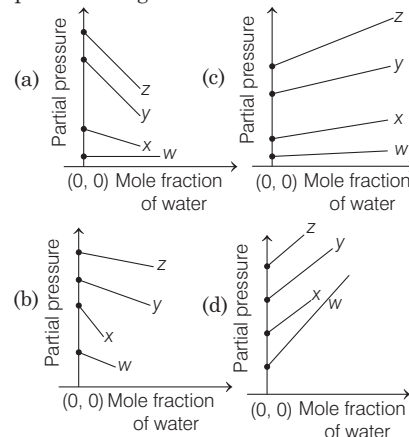 (a)
Partial pressure
z
y
x
w
(0, 0) Mole fraction
of water
(c)
Partial pressure
z
y
x
w
(0, 0) Mole fraction
of water
(b)
Partial pressure
z
y
x
w
(0, 0) Mole fraction
of water
(d)
Partial pressure
z
y
x
w
(0, 0) Mole fraction
of water